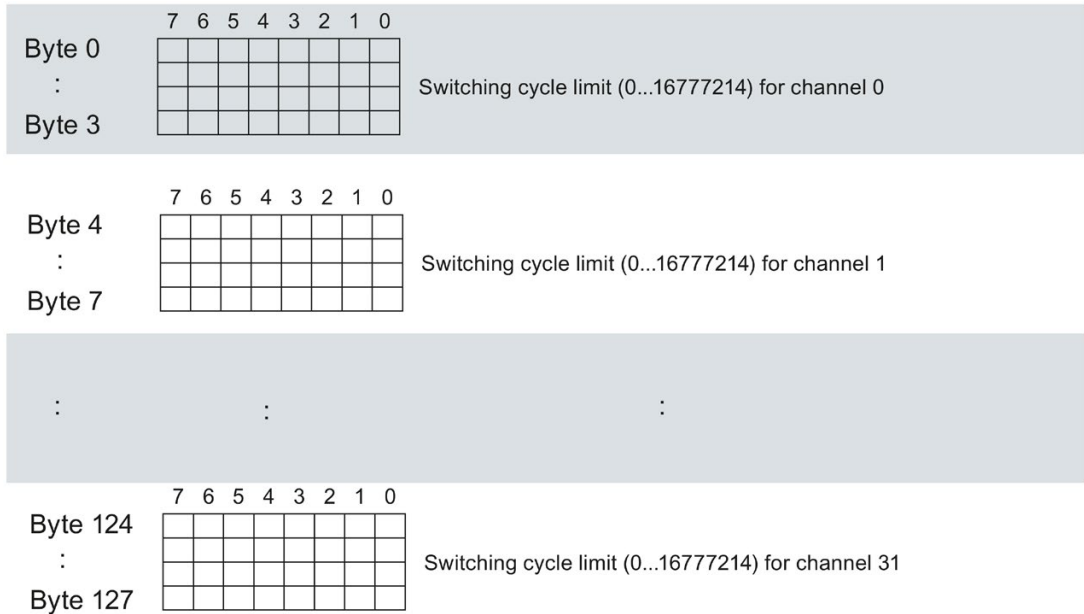 7 6 5 4 3 2 1 0
Byte 0
:
Byte 3
Switching cycle limit (0...16777214) for channel 0
7 6 5 4 3 2 1 0
Byte 4
:
Byte 7
Switching cycle limit (0...16777214) for channel 1
: : :
7 6 5 4 3 2 1 0
Byte 124
:
Byte 127
Switching cycle limit (0...16777214) for channel 31